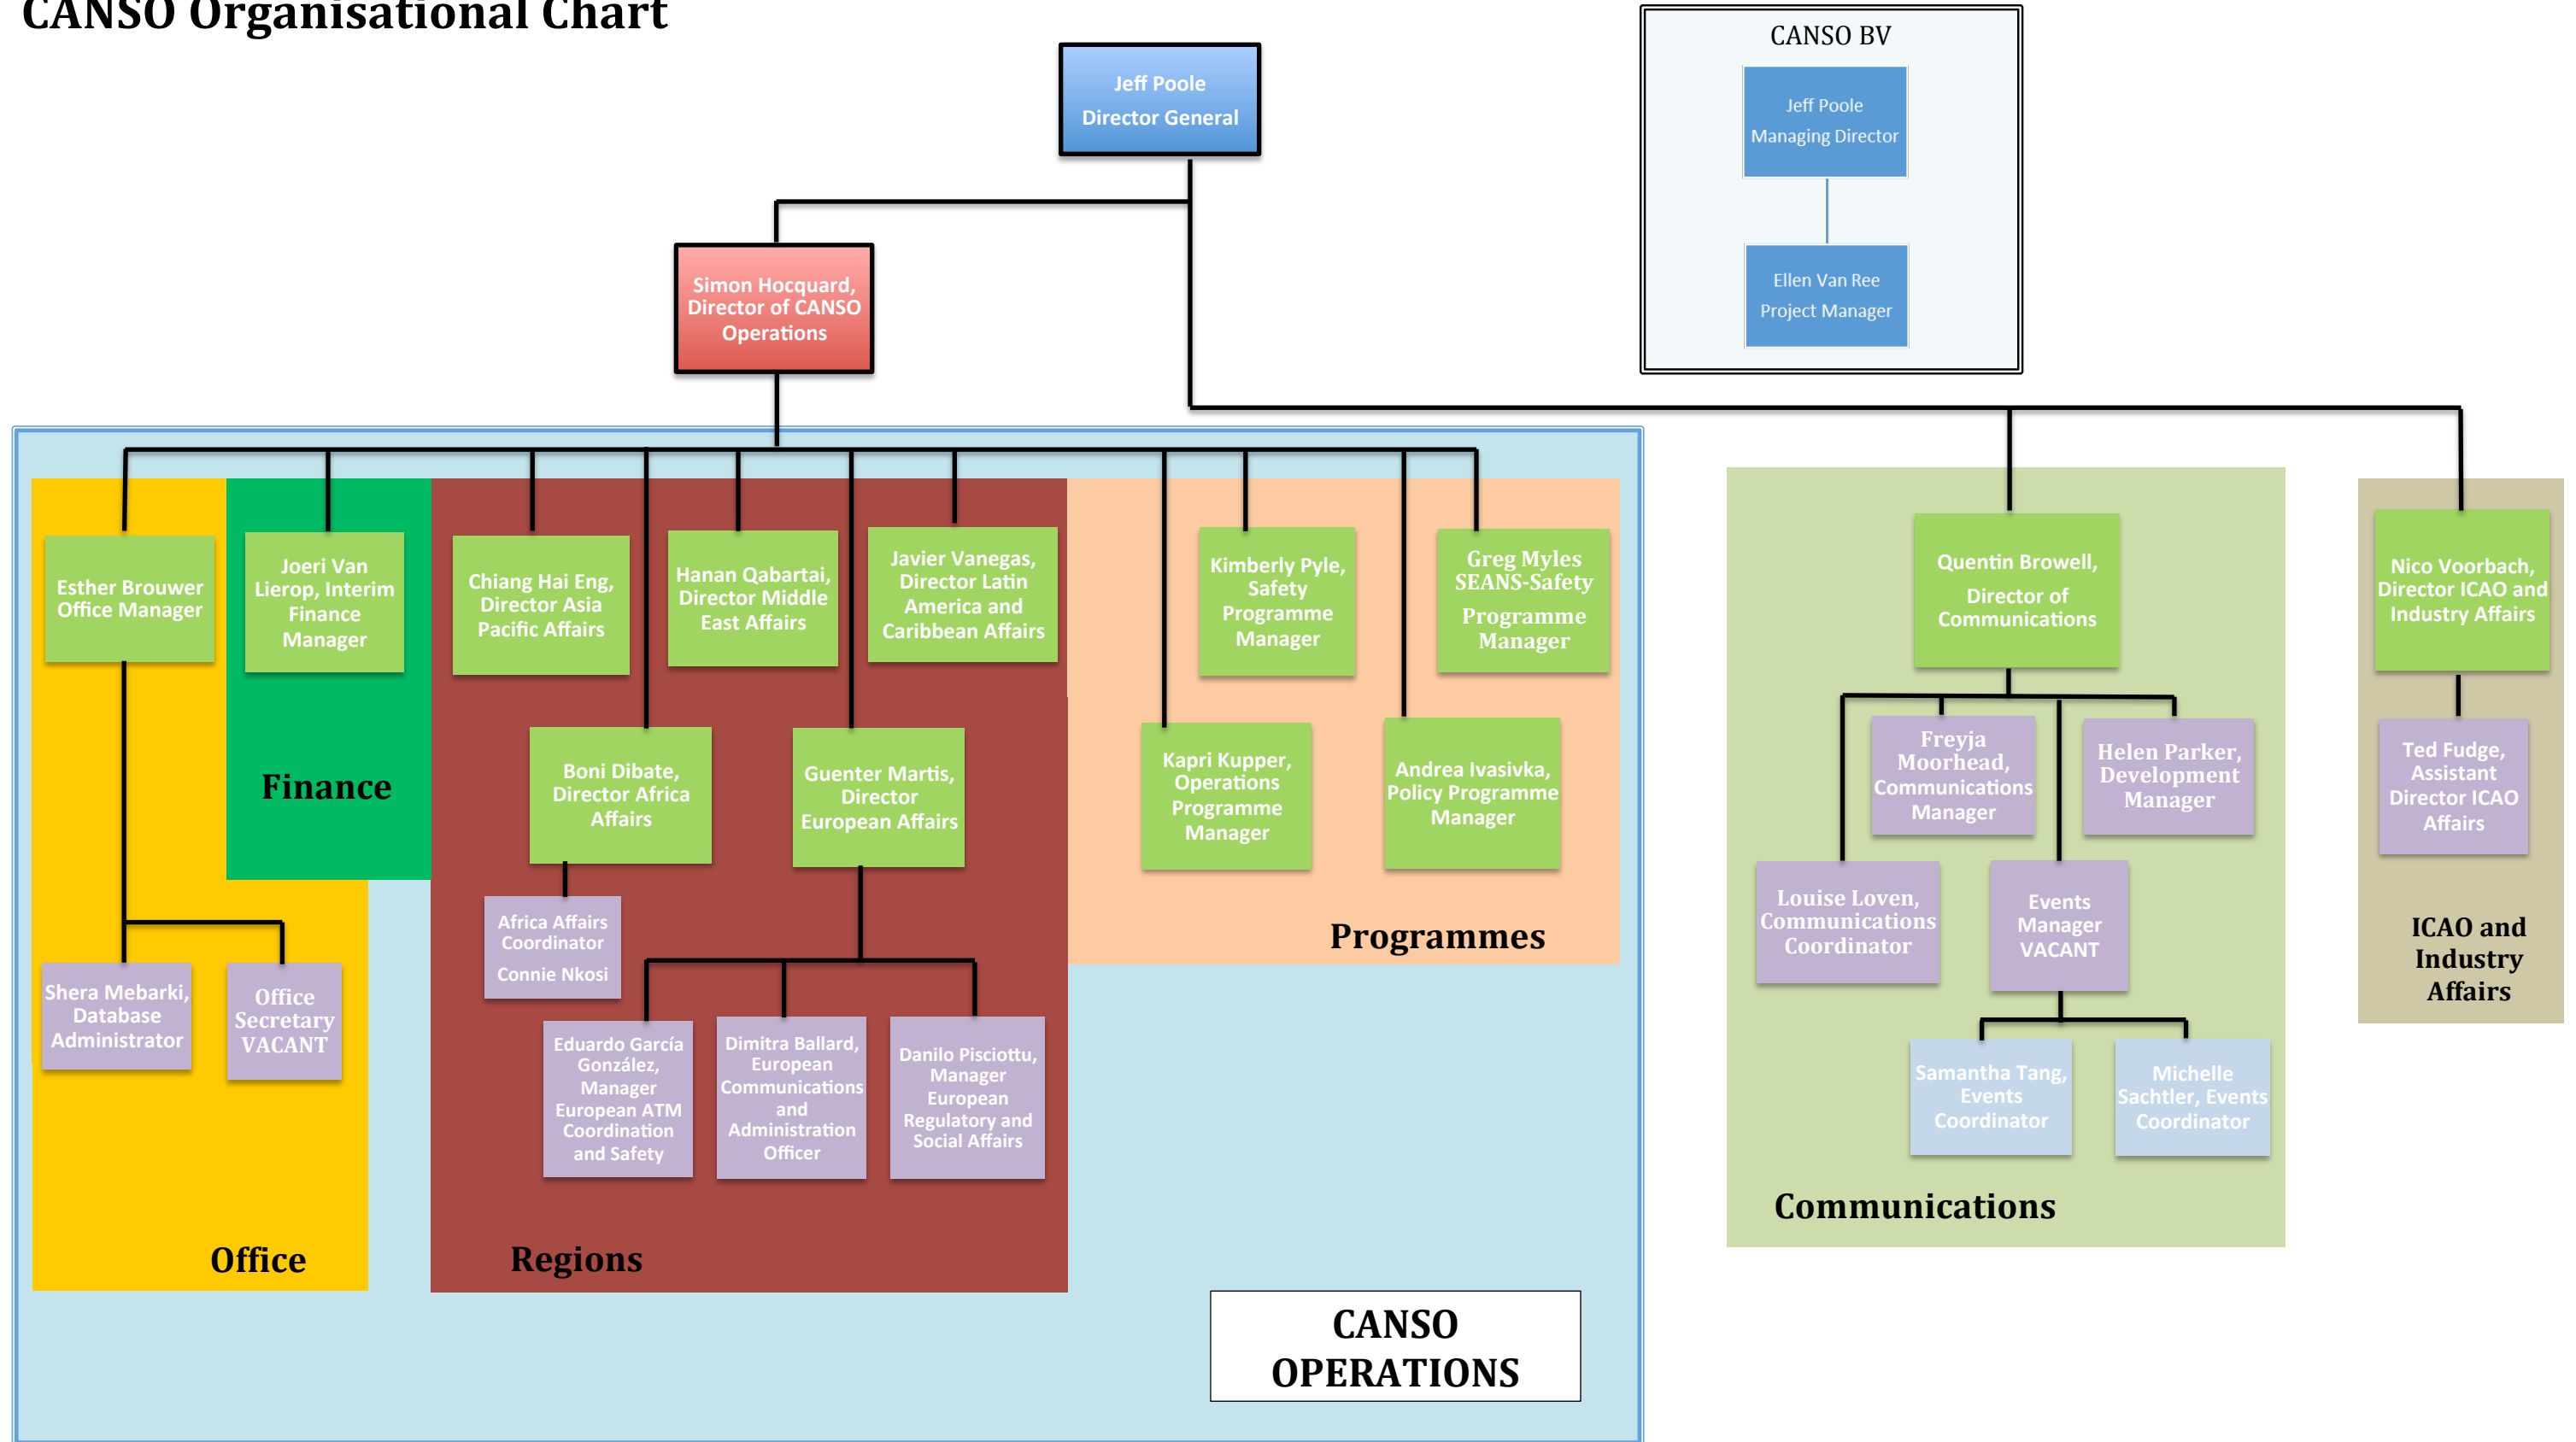 CANSO Organisational Chart
CANSO BV
Jeff Poole
Director General
Jeff Poole
Managing Director
Ellen Van Ree
Project Manager
Simon Hocquard,
Director of CANSO
Operations
Esther Brouwer
Office Manager
Joeri Van
Lierop, Interim
Finance
Manager
Chiang Hai Eng,
Director Asia
Pacific Affairs
Hanan Qabartai,
Director Middle
East Affairs
Javier Vanegas,
Director Latin
America and
Caribbean Affairs
Kimberly Pyle,
Safety
Programme
Manager
Greg Myles
SEANS-Safety
Programme
Manager
Quentin Browell,
Director of
Communications
Nico Voorbach,
Director ICAO and
Industry Affairs
Finance
Boni Dibate,
Director Africa
Affairs
Guenter Martis,
Director
European Affairs
Kapri Kupper,
Operations
Programme
Manager
Andrea Ivasivka,
Policy Programme
Manager
Freyja
Moorhead,
Communications
Manager
Helen Parker,
Development
Manager
Ted Fudge,
Assistant
Director ICAO
Affairs
Africa Affairs
Coordinator
Connie Nkosi
Programmes
Louise Loven,
Communications
Coordinator
Events
Manager
VACANT
ICAO and
Industry
Affairs
Shera Mebarki,
Database
Administrator
Office
Secretary
VACANT
Eduardo García
González,
Manager
European ATM
Coordination
and Safety
Dimitra Ballard,
European
Communications
and
Administration
Officer
Danilo Pisciottu,
Manager
European
Regulatory and
Social Affairs
Samantha Tang,
Events
Coordinator
Michelle
Sachtler, Events
Coordinator
Communications
Office
Regions
CANSO
OPERATIONS